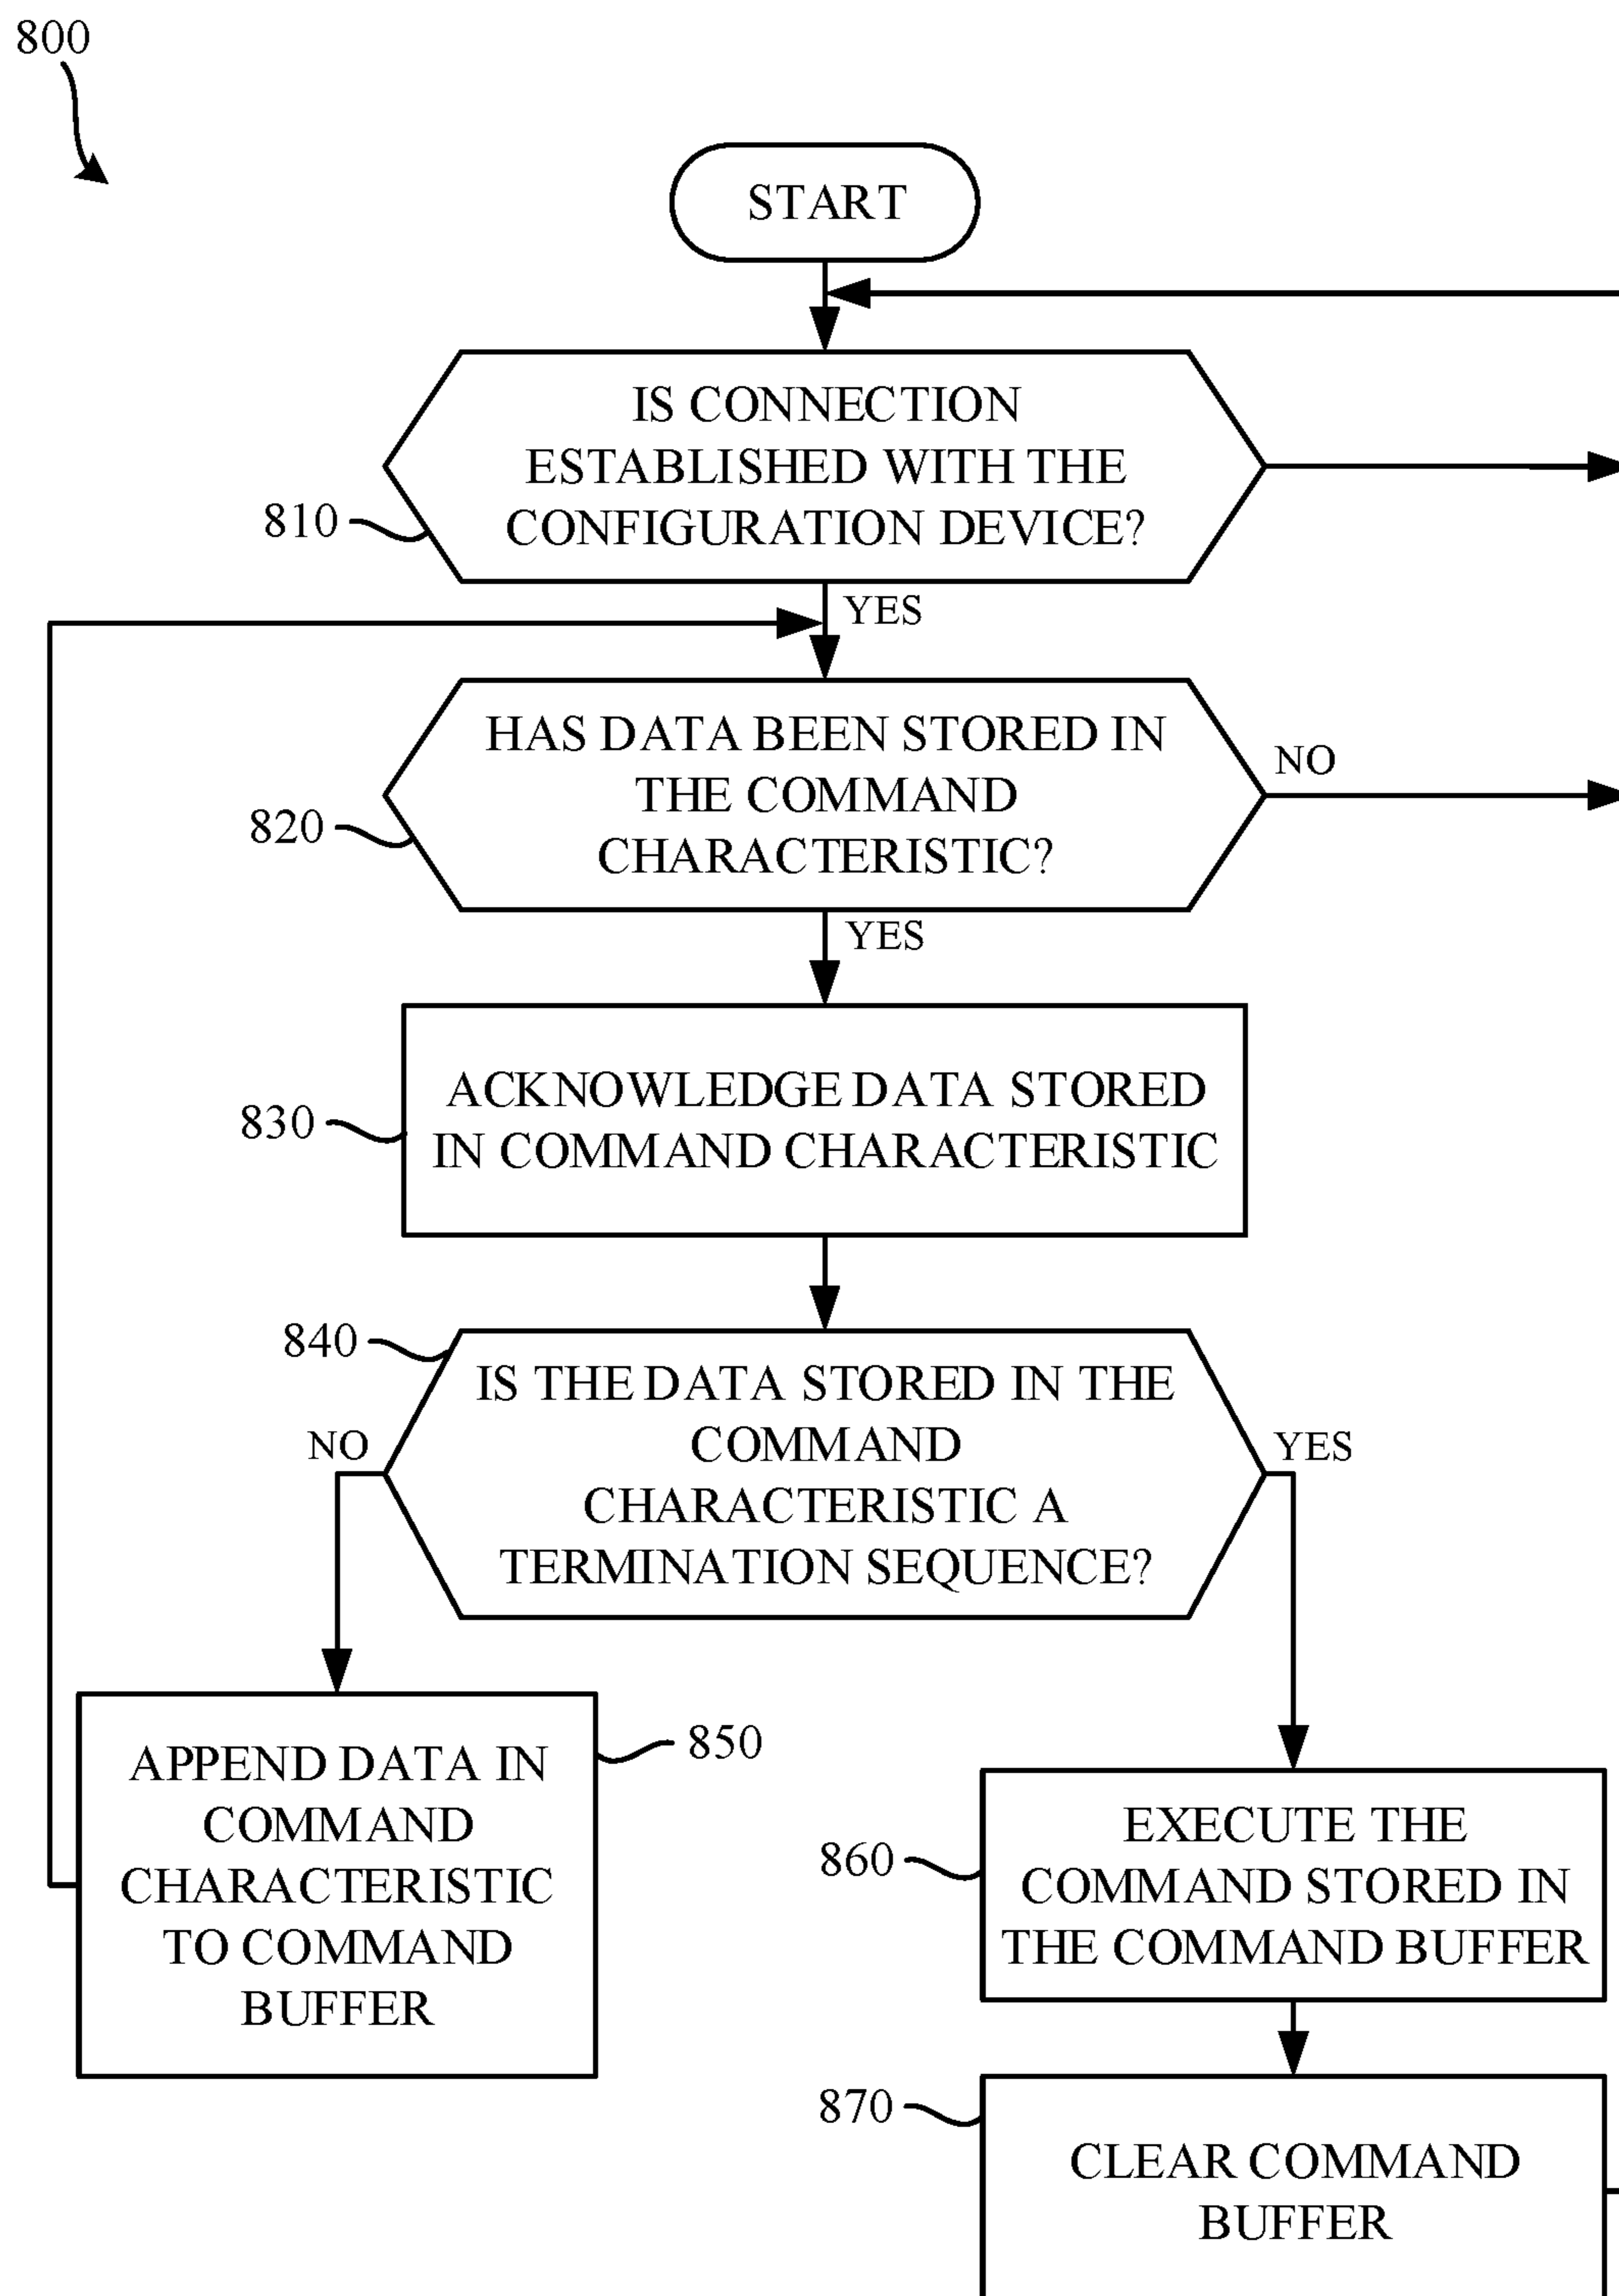 800
START
IS CONNECTION
ESTABLISHED WITH THE
CONFIGURATION DEVICE?
810
YES
HAS DATA BEEN STORED IN
THE COMMAND
CHARACTERISTIC?
NO
820
YES
ACKNOWLEDGE DATA STORED
IN COMMAND CHARACTERISTIC
830
840
IS THE DATA STORED IN THE
COMMAND
CHARACTERISTIC A
TERMINATION SEQUENCE?
NO
YES
APPEND DATA IN
COMMAND
CHARACTERISTIC
TO COMMAND
BUFFER
850
EXECUTE THE
COMMAND STORED IN
THE COMMAND BUFFER
860
870
CLEAR COMMAND
BUFFER